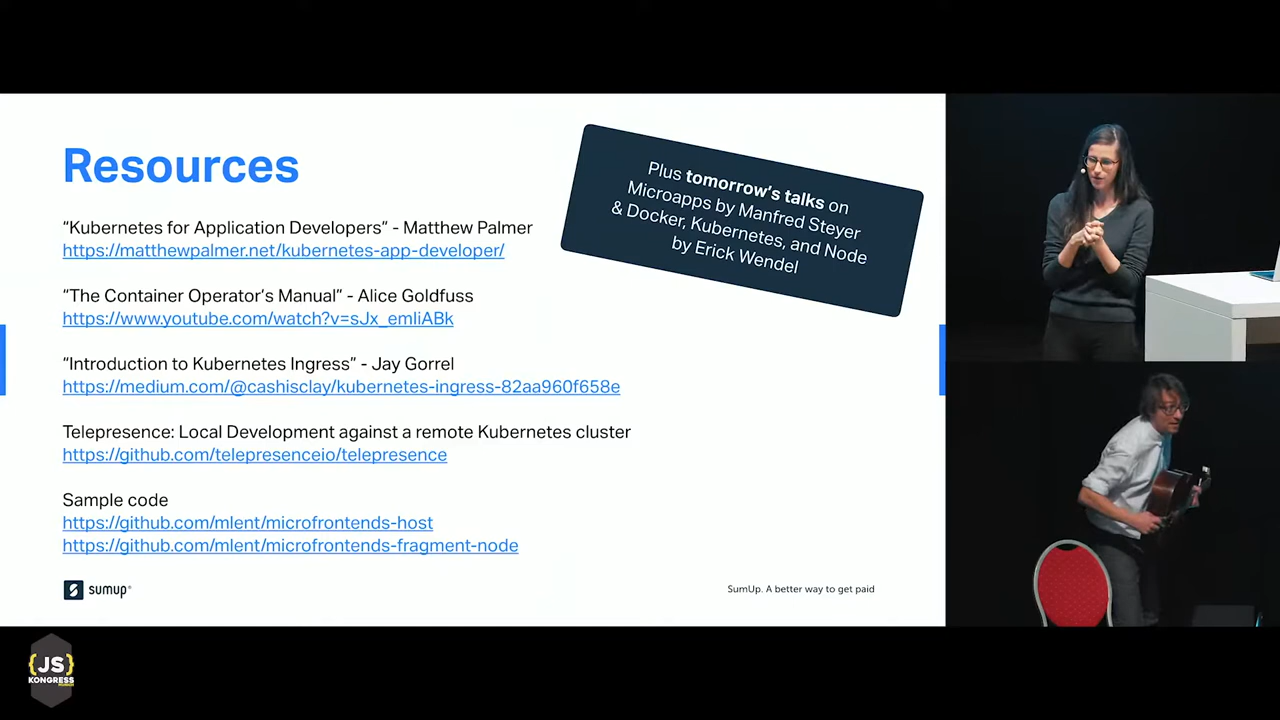 Resources
"Kubernetes for Application Developers" - Matthew Palmer
https://matthewpalmer.net/kubernetes-app-developer/
"The Container Operator's Manual" - Alice Goldfuss
https://www.youtube.com/watch?v=sJx_emIiABk
"Introduction to Kubernetes Ingress" - Jay Gorrel
https://medium.com/@cashisclay/kubernetes-ingress-82aa960f658e
Telepresence: Local Development against a remote Kubernetes cluster
https://github.com/telepresenceio/telepresence
Sample code
https://github.com/mlent/microfrontends-host
https://github.com/mlent/microfrontends-fragment-node
Plus tomorrow's talks on
Microapps by Manfred Steyer
& Docker, Kubernetes, and Node
by Erick Wendel
sumup®
SumUp. A better way to get paid
{JS}
KONGRESS